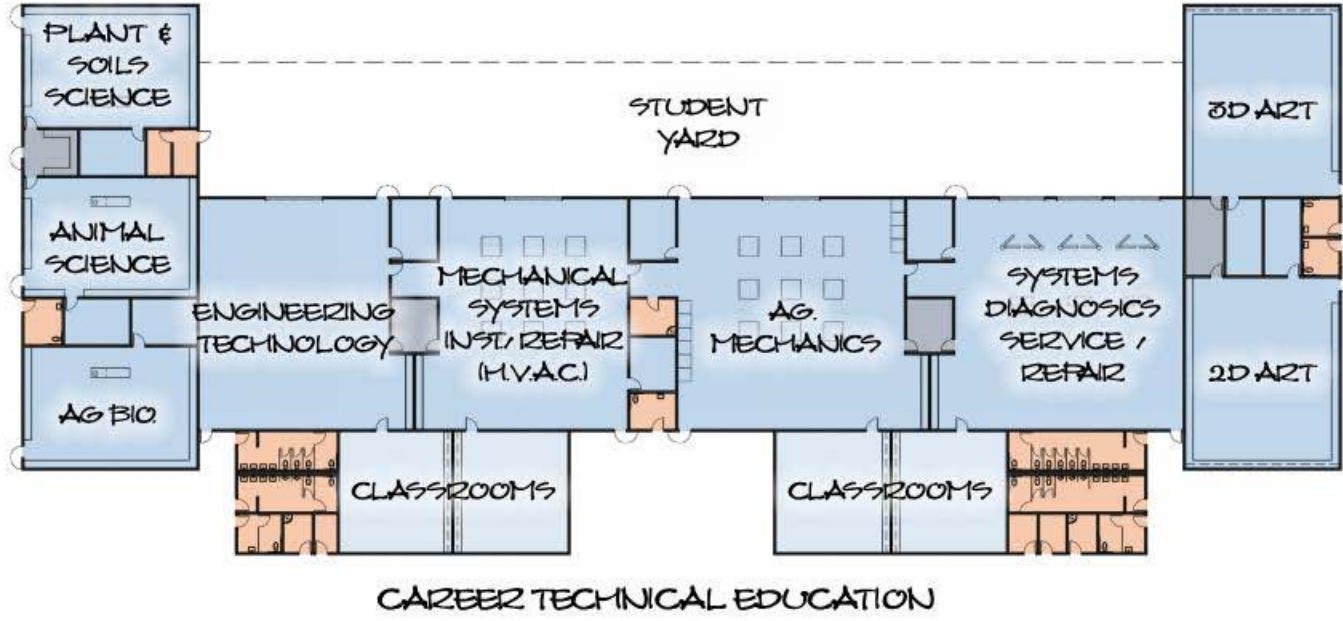 PLANT &
SOILS
SCIENCE
STUDENT
YARD
3D ART
ANIMAL
SCIENCE
ENGINEERING
TECHNOLOGY
MECHANICAL
SYSTEMS
INST./REPAIR
(H.V.A.C.)
AG.
MECHANICS
SYSTEMS
DIAGNOSICS
SERVICE /
REPAIR
2D ART
AG BIO.
CLASSROOMS
CLASSROOMS
CAREER TECHNICAL EDUCATION